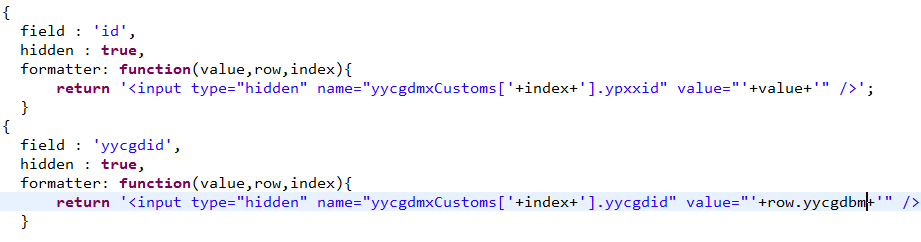 {
field : 'id',
hidden : true,
formatter: function(value,row,index){
return '<input type="hidden" name="yycgdmxCustoms['+index+'].ypxxid" value="'+value+'" />';
}
{
field : 'yycgdid',
hidden : true,
formatter: function(value,row,index){
return '<input type="hidden" name="yycgdmxCustoms['+index+'].yycgdid" value="'+row.yycgdbm+'" />
}